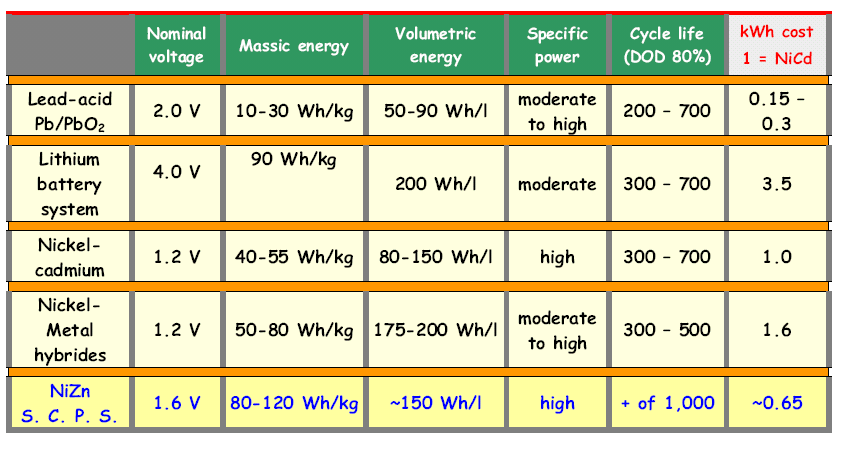 Nominal voltage Massic energy Volumetric energy Specific power Cycle life (DOD 80%) kWh cost 1 = NiCd
Lead-acid Pb/PbO₂ 2.0 V 10-30 Wh/kg 50-90 Wh/l moderate to high 200 – 700 0.15 – 0.3
Lithium battery system 4.0 V 90 Wh/kg 200 Wh/l moderate 300 – 700 3.5
Nickel-cadmium 1.2 V 40-55 Wh/kg 80-150 Wh/l high 300 – 700 1.0
Nickel-Metal hybrides 1.2 V 50-80 Wh/kg 175-200 Wh/l moderate to high 300 – 500 1.6
NiZn S. C. P. S. 1.6 V 80-120 Wh/kg ~150 Wh/l high + of 1,000 ~0.65